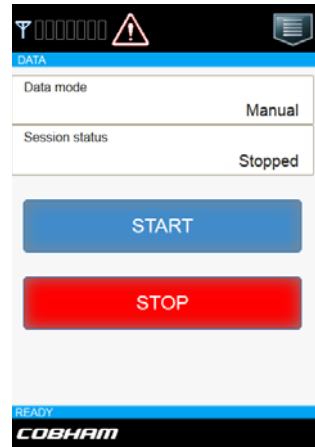 DATA
Data mode
Manual
Session status
Stopped
START
STOP
READY
COBHAM